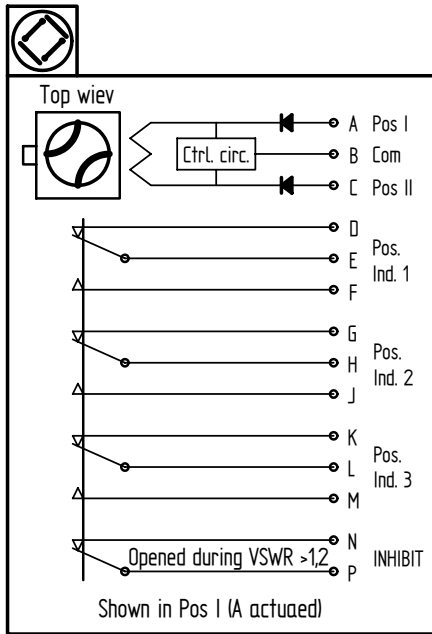 Top wiev
A Pos I
Ctrl. circ. B Com
C Pos II
D
E Pos.
Ind. 1
F
G
H Pos.
Ind. 2
J
K
L Pos.
Ind. 3
M
N
Opened during VSWR >1,2 INHIBIT
P
Shown in Pos I (A actuaed)